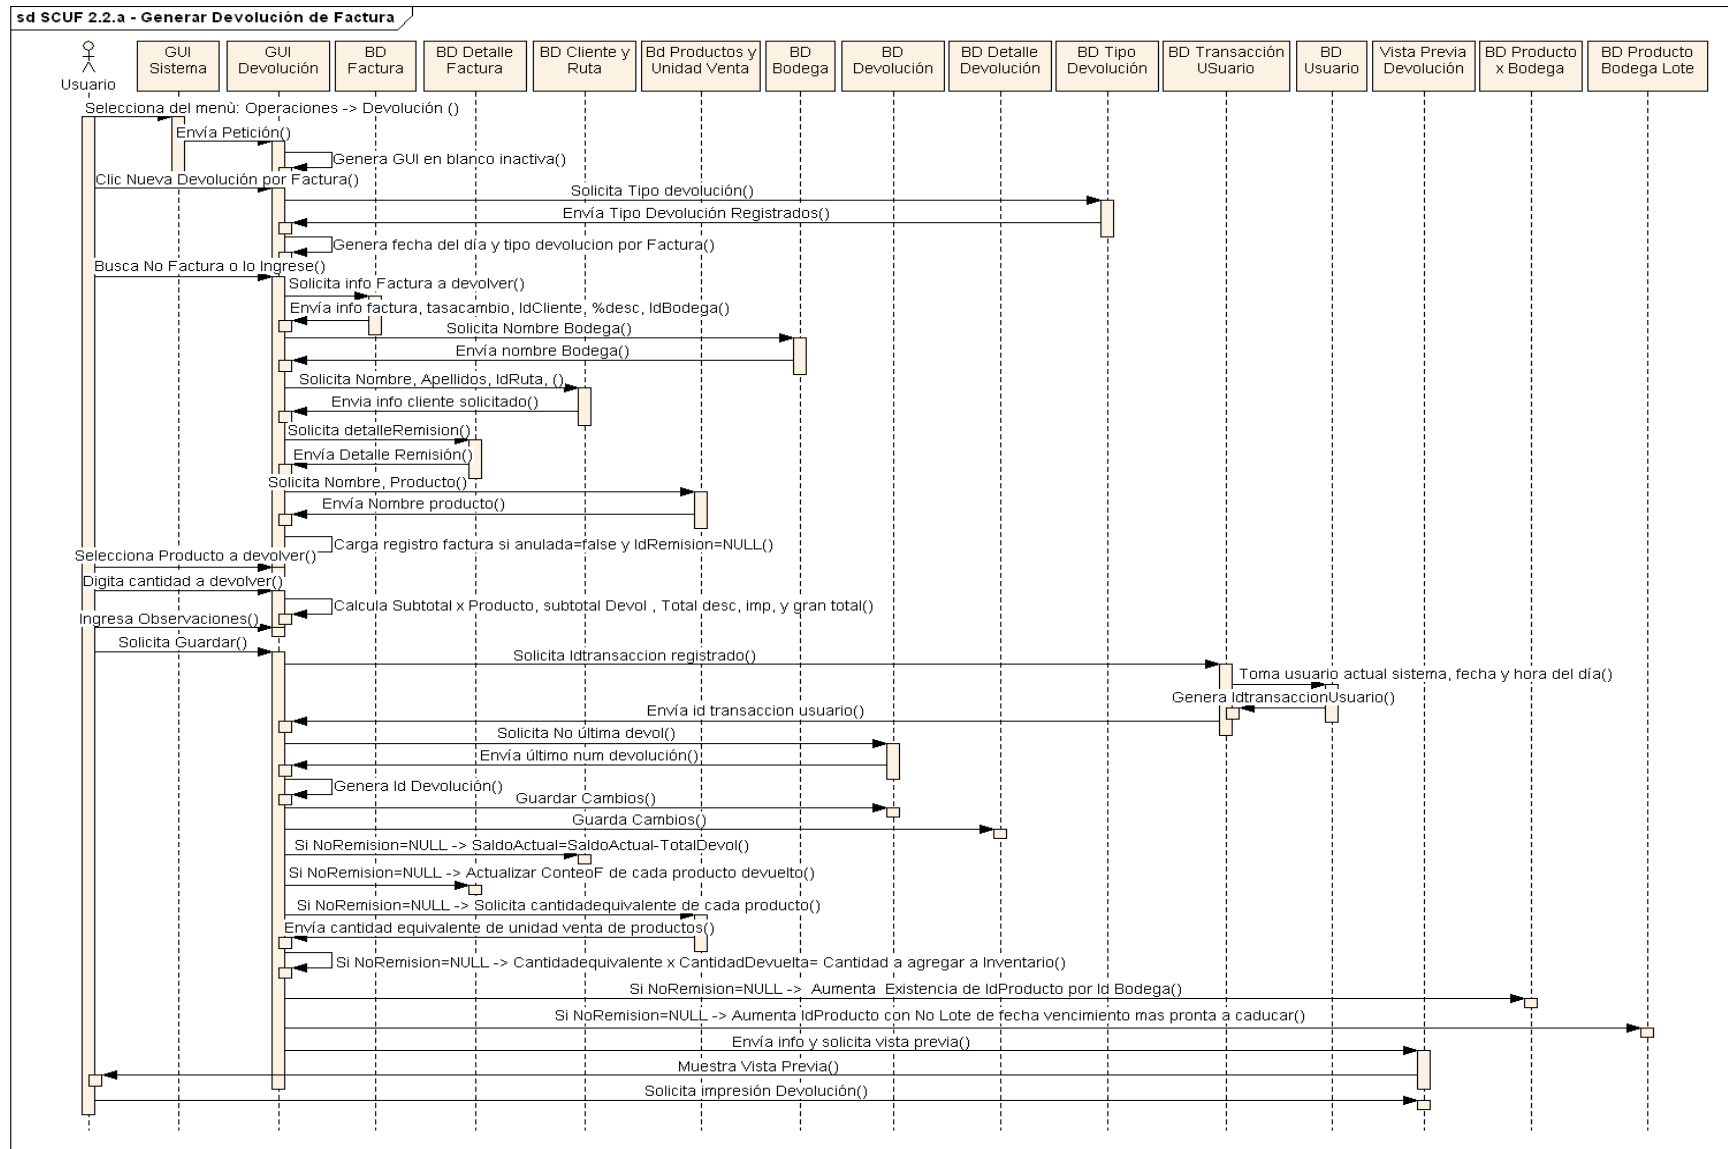 sd SCUF 2.2.a - Generar Devolución de Factura
Usuario
GUI
Sistema
GUI
Devolución
BD
Factura
BD Detalle
Factura
BD Cliente y
Ruta
Bd Productos y
Unidad Venta
BD
Bodega
BD
Devolución
BD Detalle
Devolución
BD Tipo
Devolución
BD Transacción
USuario
BD
Usuario
Vista Previa
Devolución
BD Producto
x Bodega
BD Producto
Bodega Lote
Selecciona del menù: Operaciones -> Devolución ()
Envía Petición()
Genera GUI en blanco inactiva()
Clic Nueva Devolución por Factura()
Solicita Tipo devolución()
Envía Tipo Devolución Registrados()
Genera fecha del día y tipo devolucion por Factura()
Busca No Factura o lo Ingrese()
Solicita info Factura a devolver()
Envía info factura, tasacambio, IdCliente, %desc, IdBodega()
Solicita Nombre Bodega()
Envía nombre Bodega()
Solicita Nombre, Apellidos, IdRuta, ()
Envia info cliente solicitado()
Solicita detalleRemision()
Envía Detalle Remisión()
Solicita Nombre, Producto()
Envía Nombre producto()
Carga registro factura si anulada=false y IdRemision=NULL()
Selecciona Producto a devolver()
Digita cantidad a devolver()
Calcula Subtotal x Producto, subtotal Devol , Total desc, imp, y gran total()
Ingresa Observaciones()
Solicita Guardar()
Solicita Idtransaccion registrado()
Toma usuario actual sistema, fecha y hora del día()
Genera IdtransaccionUsuario()
Envía id transaccion usuario()
Solicita No última devol()
Envía último num devolución()
Genera Id Devolución()
Guardar Cambios()
Guarda Cambios()
Si NoRemision=NULL -> SaldoActual=SaldoActual-TotalDevol()
Si NoRemision=NULL -> Actualizar ConteoF de cada producto devuelto()
Si NoRemision=NULL -> Solicita cantidadequivalente de cada producto()
Envía cantidad equivalente de unidad venta de productos()
Si NoRemision=NULL -> Cantidadequivalente x CantidadDevuelta= Cantidad a agregar a Inventario()
Si NoRemision=NULL ->  Aumenta  Existencia de IdProducto por Id Bodega()
Si NoRemision=NULL -> Aumenta IdProducto con No Lote de fecha vencimiento mas pronta a caducar()
Envía info y solicita vista previa()
Muestra Vista Previa()
Solicita impresión Devolución()